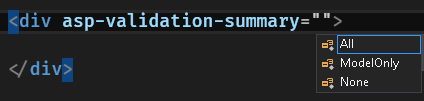 <div asp-validation-summary="">
All
ModelOnly
None
</div>